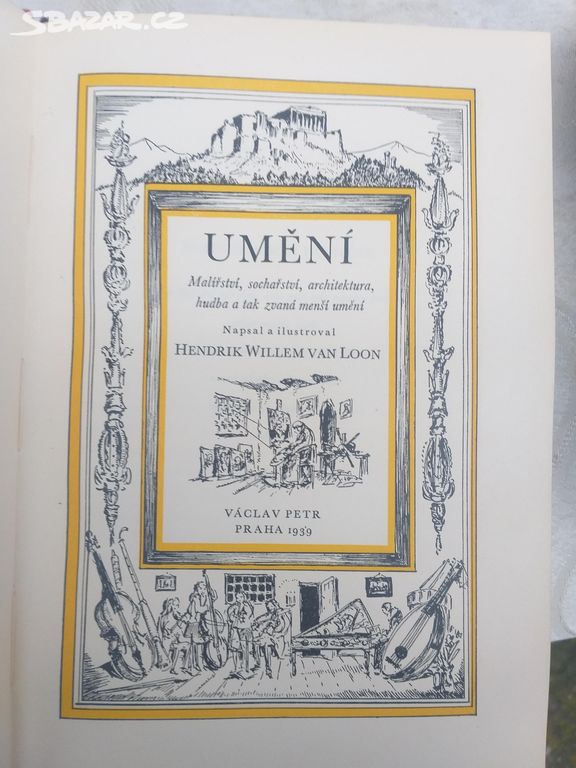 SBAZAR.CZ
UMĚNÍ
Malířství, sochařství, architektura,
hudba a tak zvaná menší umění
Napsal a ilustroval
HENDRIK WILLEM VAN LOON
VÁCLAV PETR
PRAHA 1939